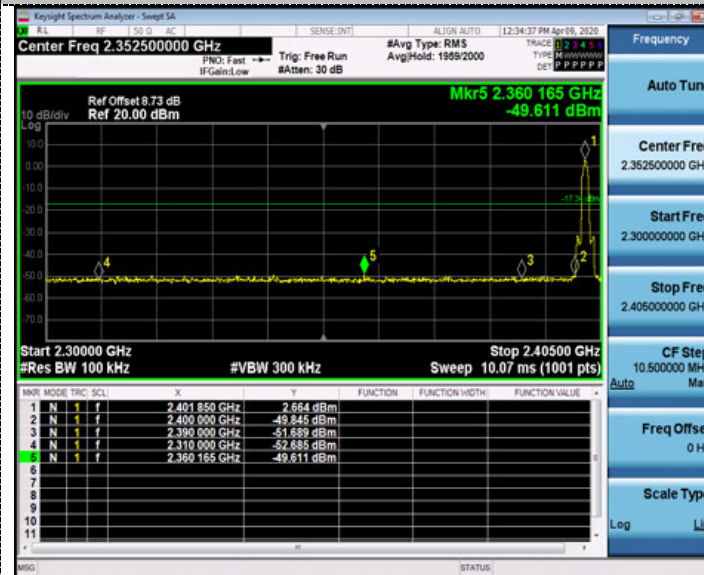 Keysight Spectrum Analyzer - Swept SA
RL RF 50 Ω AC SENSE:INT ALIGN AUTO 12:34:37 PM Apr 09, 2020
Center Freq 2.352500000 GHz
PNO: Fast
IFGain:Low
Trig: Free Run
#Atten: 30 dB
#Avg Type: RMS
Avg|Hold: 1959/2000
TRACE 1 2 3 4 5 6
TYPE M WWWWW
DET P P P P P P
Mkr5 2.360 165 GHz
-49.611 dBm
Ref Offset 8.73 dB
Ref 20.00 dBm
10 dB/div
Log
10.0
0.00
-10.0
-20.0
-30.0
-40.0
-50.0
-60.0
-70.0
-17.34 dBm
1
2
3
4
5
Start 2.30000 GHz
Stop 2.40500 GHz
#Res BW 100 kHz #VBW 300 kHz Sweep 10.07 ms (1001 pts)
MKR MODE TRC SCL X Y FUNCTION FUNCTION WIDTH FUNCTION VALUE
1 N 1 f 2.401 850 GHz 2.664 dBm
2 N 1 f 2.400 000 GHz -49.845 dBm
3 N 1 f 2.390 000 GHz -51.689 dBm
4 N 1 f 2.310 000 GHz -52.685 dBm
5 N 1 f 2.360 165 GHz -49.611 dBm
6
7
8
9
10
11
MSG STATUS
Frequency
Auto Tun
Center Fre
2.352500000 GH
Start Fre
2.300000000 GH
Stop Fre
2.405000000 GH
CF Step
10.500000 MH
Auto Ma
Freq Offse
0 H
Scale Type
Log Li